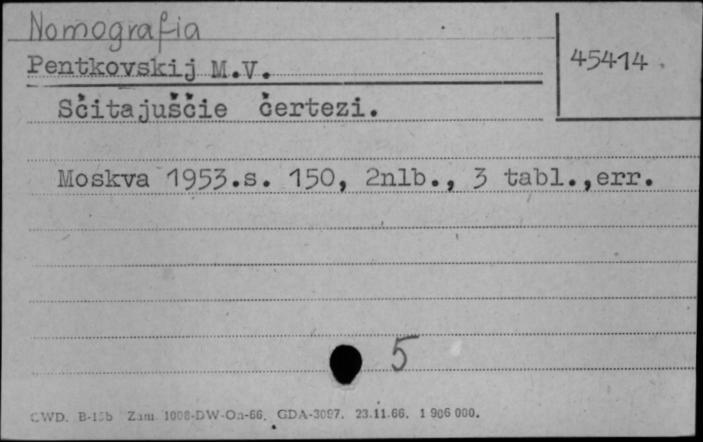 Nomografia
Pentkovskij M.V.
45414
Sčitajuščie čertezi.
Moskva 1953.s. 150, 2nlb., 3 tabl.,err.
5
CWD. B-15b Zam. 1008-DW-On-66. GDA-3097. 23.11.66. 1 906 000.